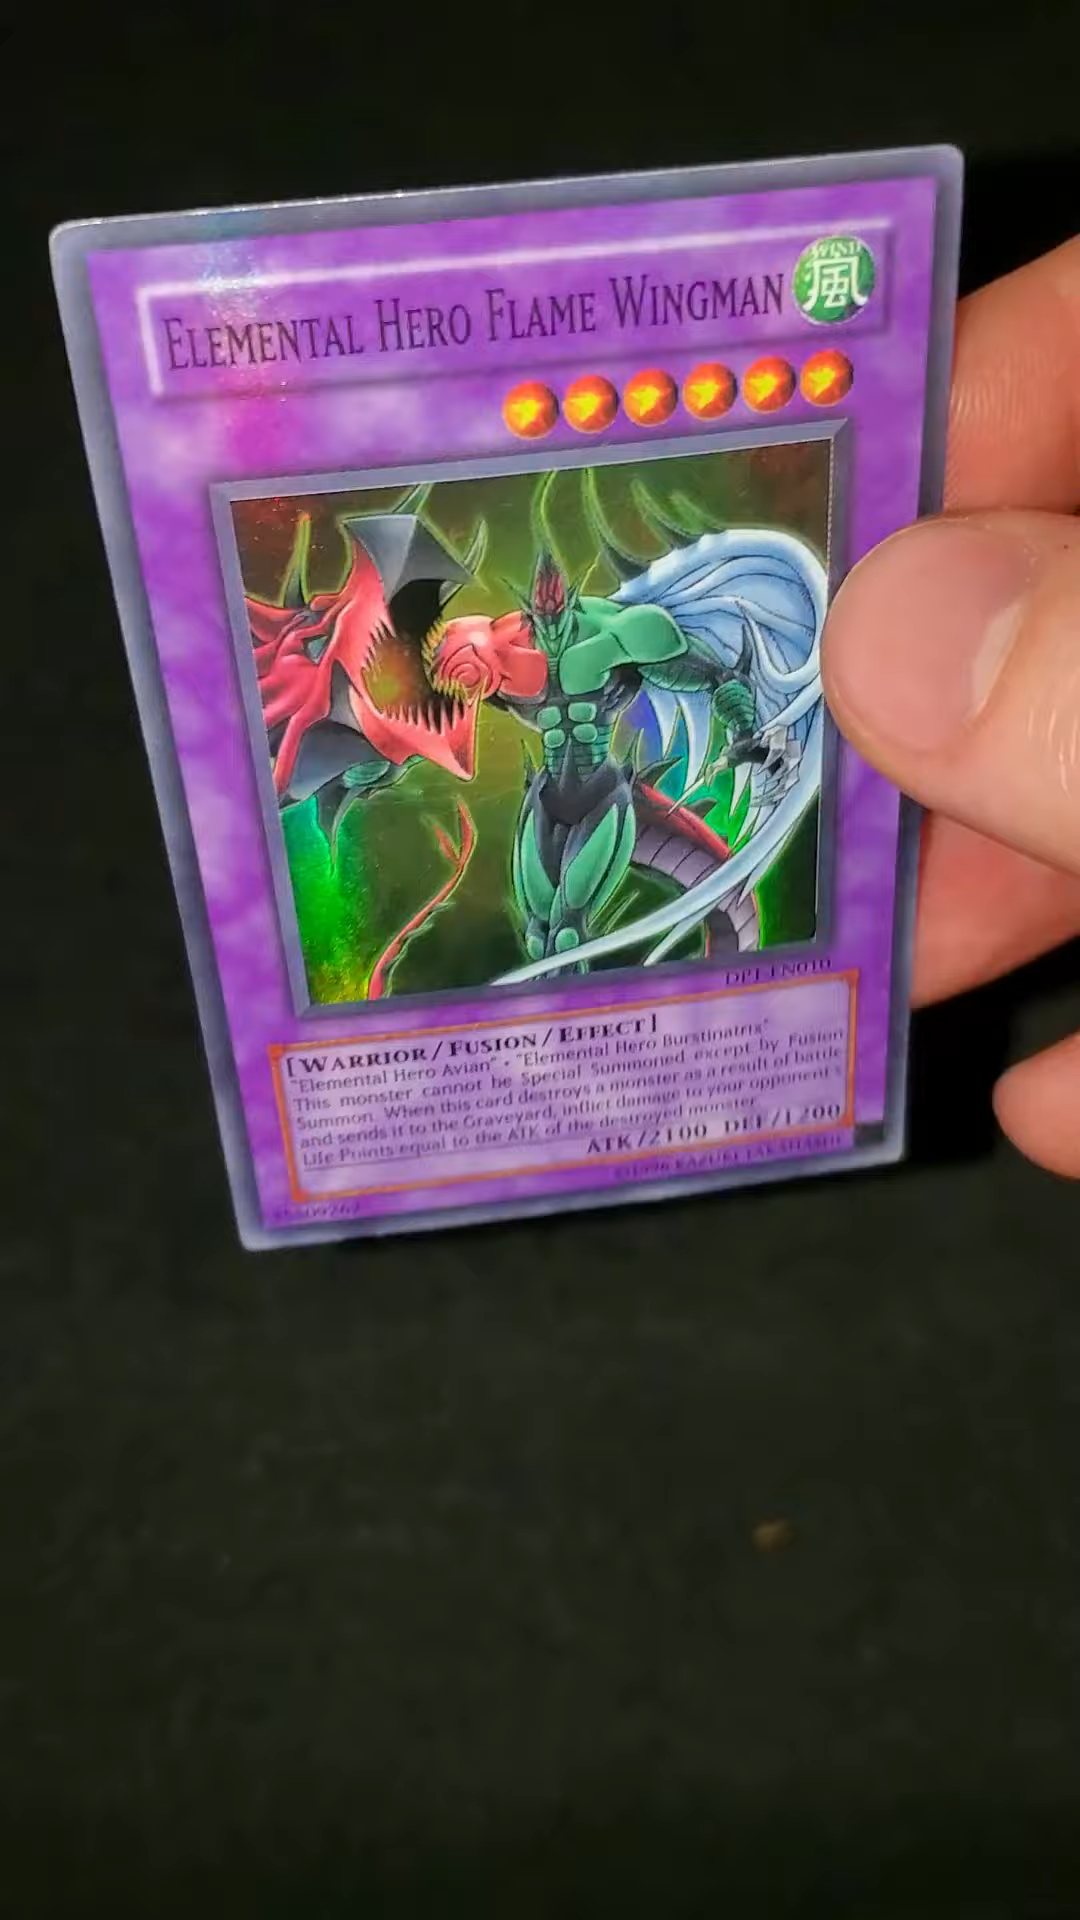 ELEMENTAL HERO FLAME WINGMAN
WIND
風
DP1-EN010
[WARRIOR/FUSION/EFFECT]
"Elemental Hero Avian" • "Elemental Hero Burstinatrix"
This monster cannot be Special Summoned except by Fusion
Summon. When this card destroys a monster as a result of battle
and sends it to the Graveyard, inflict damage to your opponent's
Life Points equal to the ATK of the destroyed monster.
ATK/2100 DEF/1200
©1996 KAZUKI TAKAHASHI